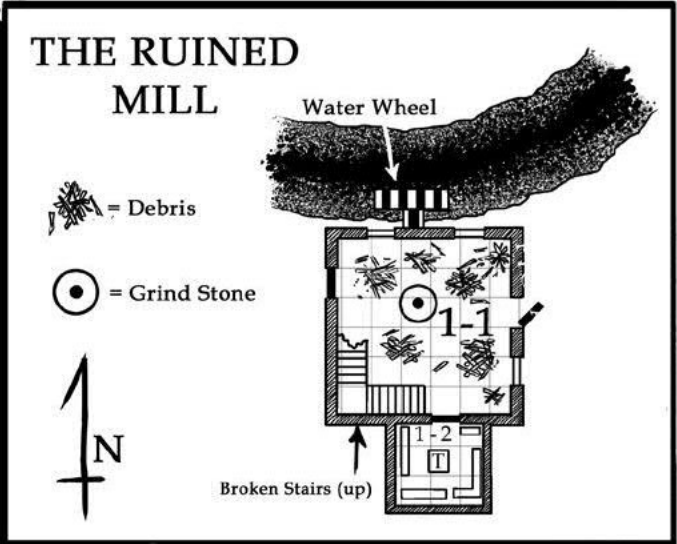 THE RUINED
MILL
Water Wheel
= Debris
= Grind Stone
1-1
N
1-2
T
Broken Stairs (up)